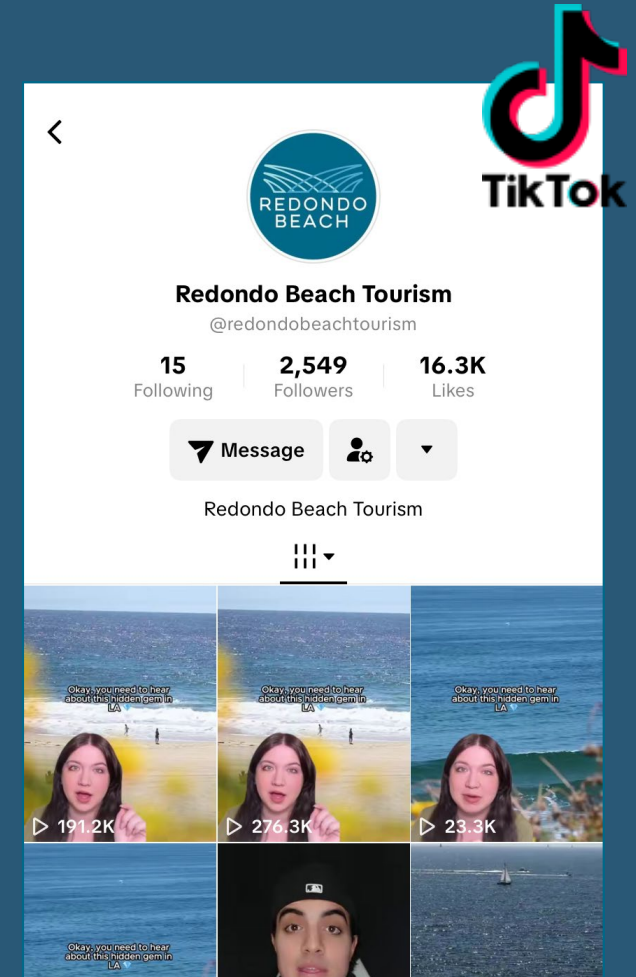 TikTok
REDONDO
BEACH
Redondo Beach Tourism
@redondobeachtourism
15
Following
2,549
Followers
16.3K
Likes
Message
Redondo Beach Tourism
Okay, you need to hear
about this hidden gem in
LA
191.2K
Okay, you need to hear
about this hidden gem in
LA
276.3K
Okay, you need to hear
about this hidden gem in
LA
23.3K
Okay, you need to hear
about this hidden gem in
LA